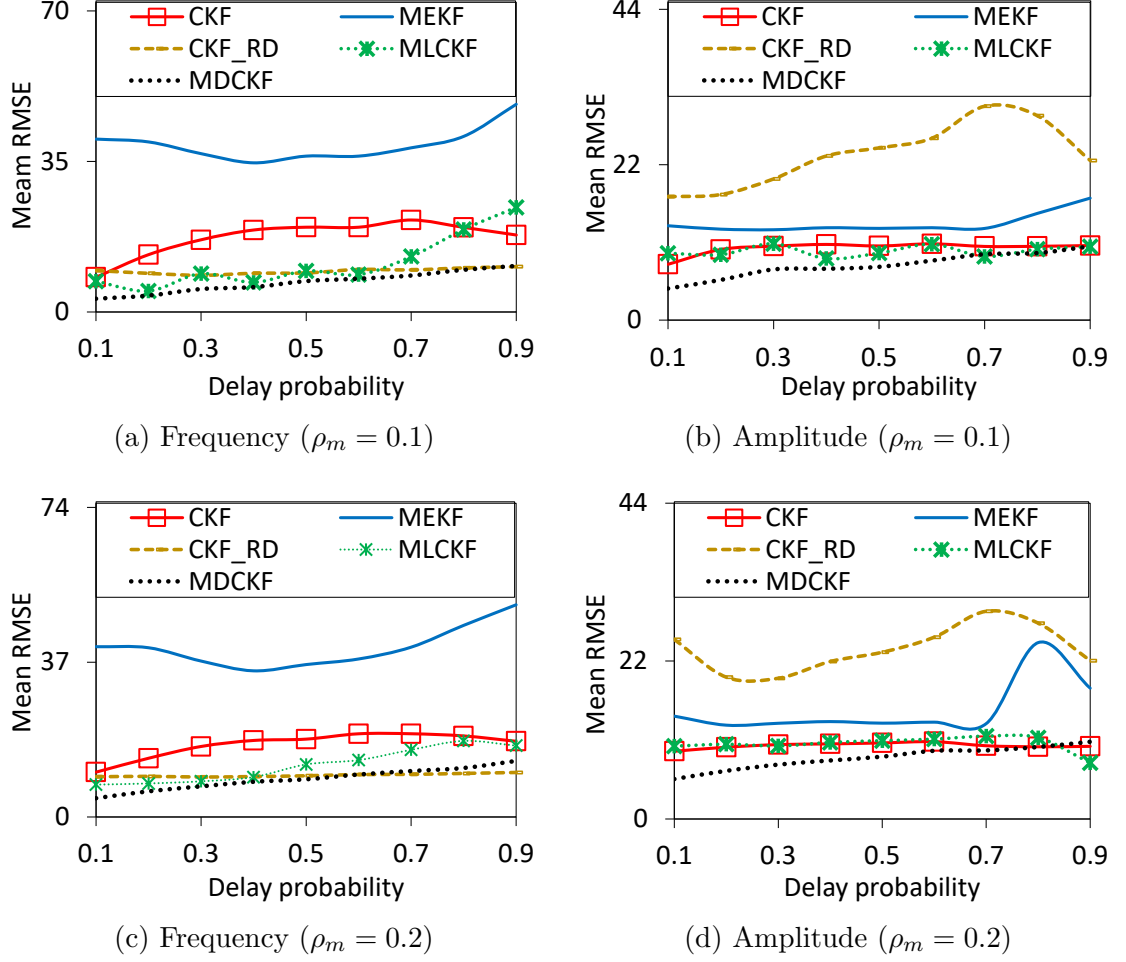 70
CKF
MEKF
CKF_RD
MLCKF
MDCKF
35
0
Meam RMSE
0.1 0.3 0.5 0.7 0.9
Delay probability
(a) Frequency (ρm = 0.1)
44
CKF
MEKF
CKF_RD
MLCKF
MDCKF
22
0
Mean RMSE
0.1 0.3 0.5 0.7 0.9
Delay probability
(b) Amplitude (ρm = 0.1)
74
CKF
MEKF
CKF_RD
MLCKF
MDCKF
37
0
Mean RMSE
0.1 0.3 0.5 0.7 0.9
Delay probability
(c) Frequency (ρm = 0.2)
44
CKF
MEKF
CKF_RD
MLCKF
MDCKF
22
0
Mean RMSE
0.1 0.3 0.5 0.7 0.9
Delay probability
(d) Amplitude (ρm = 0.2)